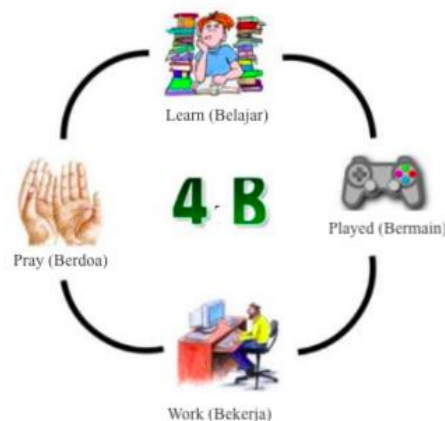 Learn (Belajar)
4 - B
Played (Bermain)
Pray (Berdoa)
Work (Bekerja)